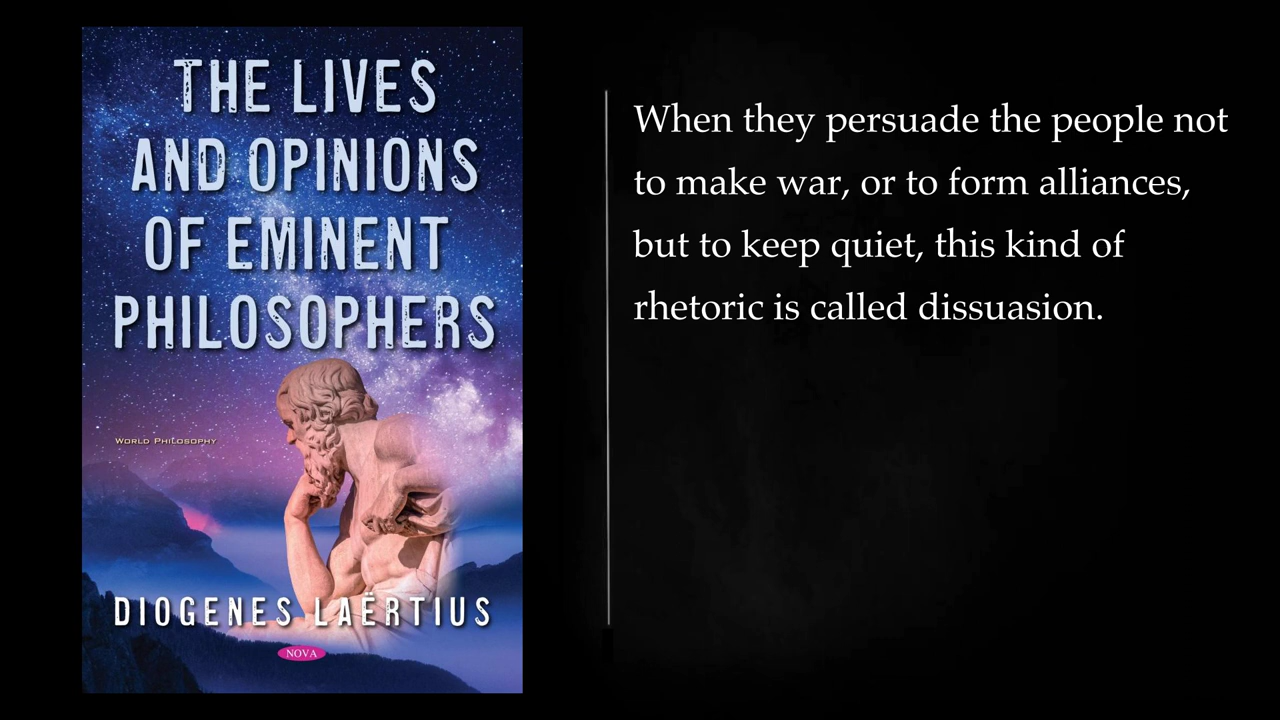 THE LIVES
AND OPINIONS
OF EMINENT
PHILOSOPHERS
WORLD PHILOSOPHY
DIOGENES LAËRTIUS
NOVA
When they persuade the people not
to make war, or to form alliances,
but to keep quiet, this kind of
rhetoric is called dissuasion.